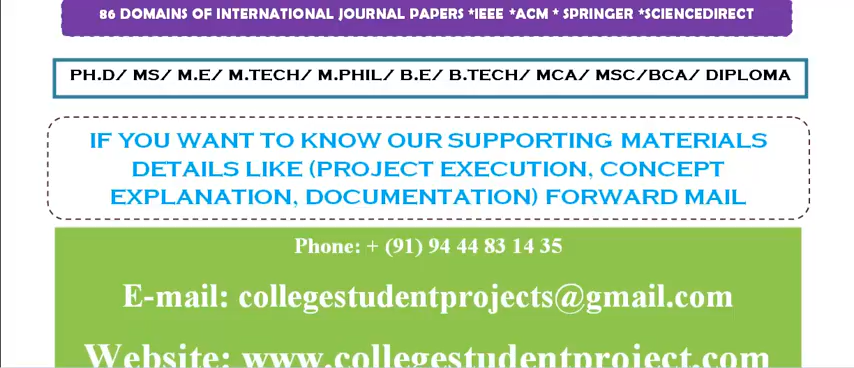 86 DOMAINS OF INTERNATIONAL JOURNAL PAPERS *IEEE *ACM * SPRINGER *SCIENCEDIRECT
PH.D/ MS/ M.E/ M.TECH/ M.PHIL/ B.E/ B.TECH/ MCA/ MSC/BCA/ DIPLOMA
IF YOU WANT TO KNOW OUR SUPPORTING MATERIALS
DETAILS LIKE (PROJECT EXECUTION, CONCEPT
EXPLANATION, DOCUMENTATION) FORWARD MAIL
Phone: + (91) 94 44 83 14 35
E-mail: collegestudentprojects@gmail.com
Website: www.collegestudentproject.com